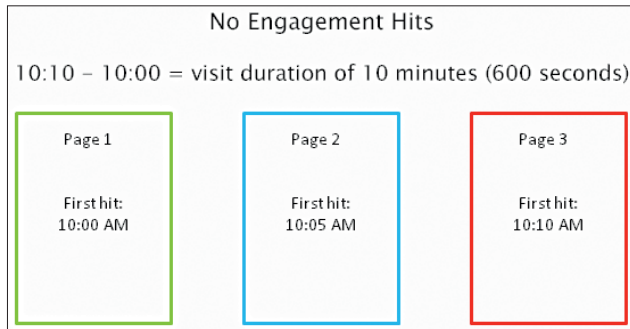 No Engagement Hits
10:10 – 10:00 = visit duration of 10 minutes (600 seconds)
Page 1
First hit:
10:00 AM
Page 2
First hit:
10:05 AM
Page 3
First hit:
10:10 AM